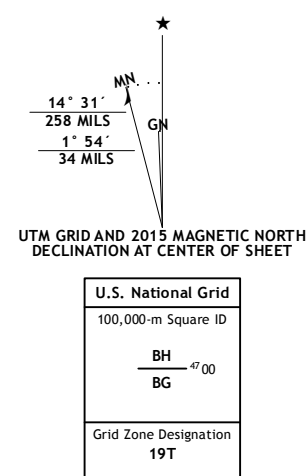 ★
MN
14° 31´
258 MILS
GN
1° 54´
34 MILS
UTM GRID AND 2015 MAGNETIC NORTH
DECLINATION AT CENTER OF SHEET
U.S. National Grid
100,000-m Square ID
BH
4700
BG
Grid Zone Designation
19T